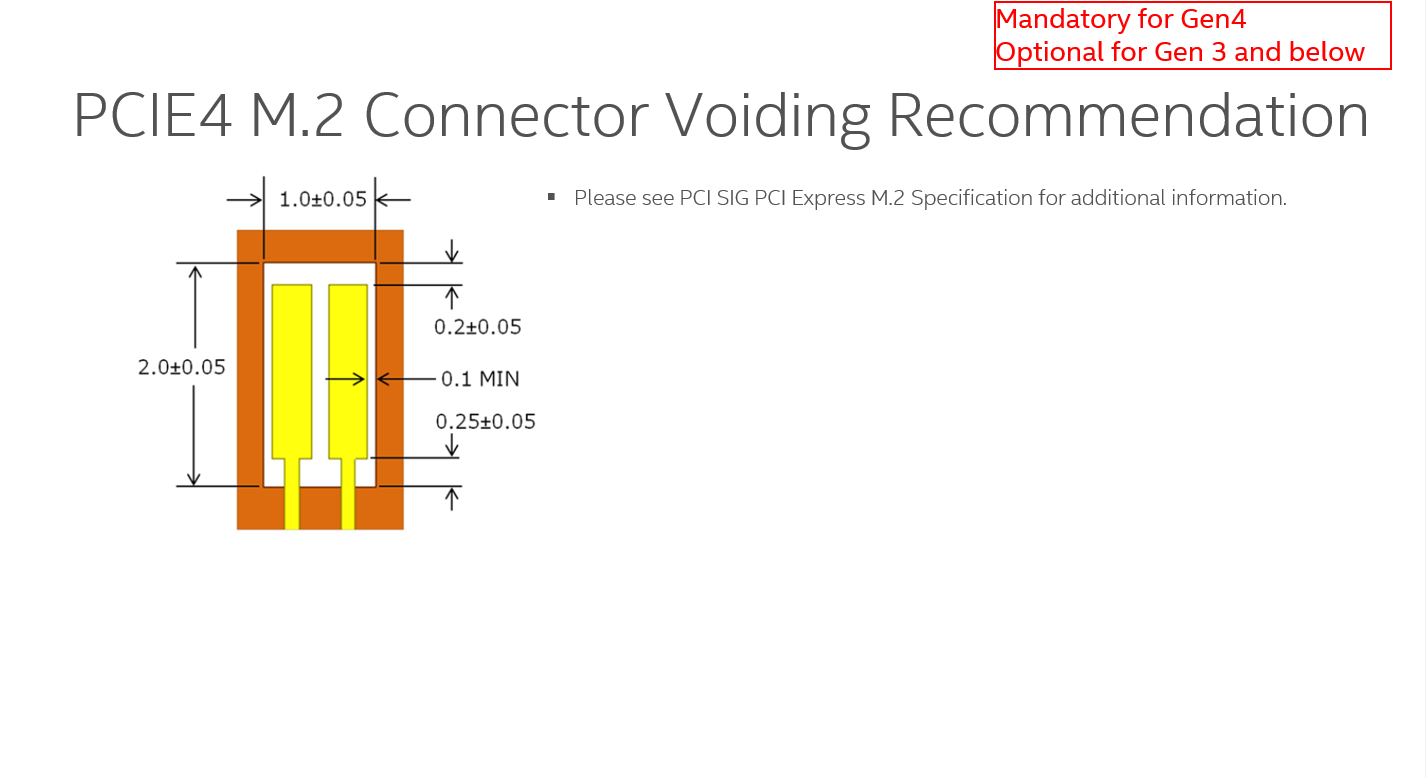 Mandatory for Gen4
Optional for Gen 3 and below
PCIE4 M.2 Connector Voiding Recommendation
1.0±0.05
▪ Please see PCI SIG PCI Express M.2 Specification for additional information.
0.2±0.05
2.0±0.05
0.1 MIN
0.25±0.05